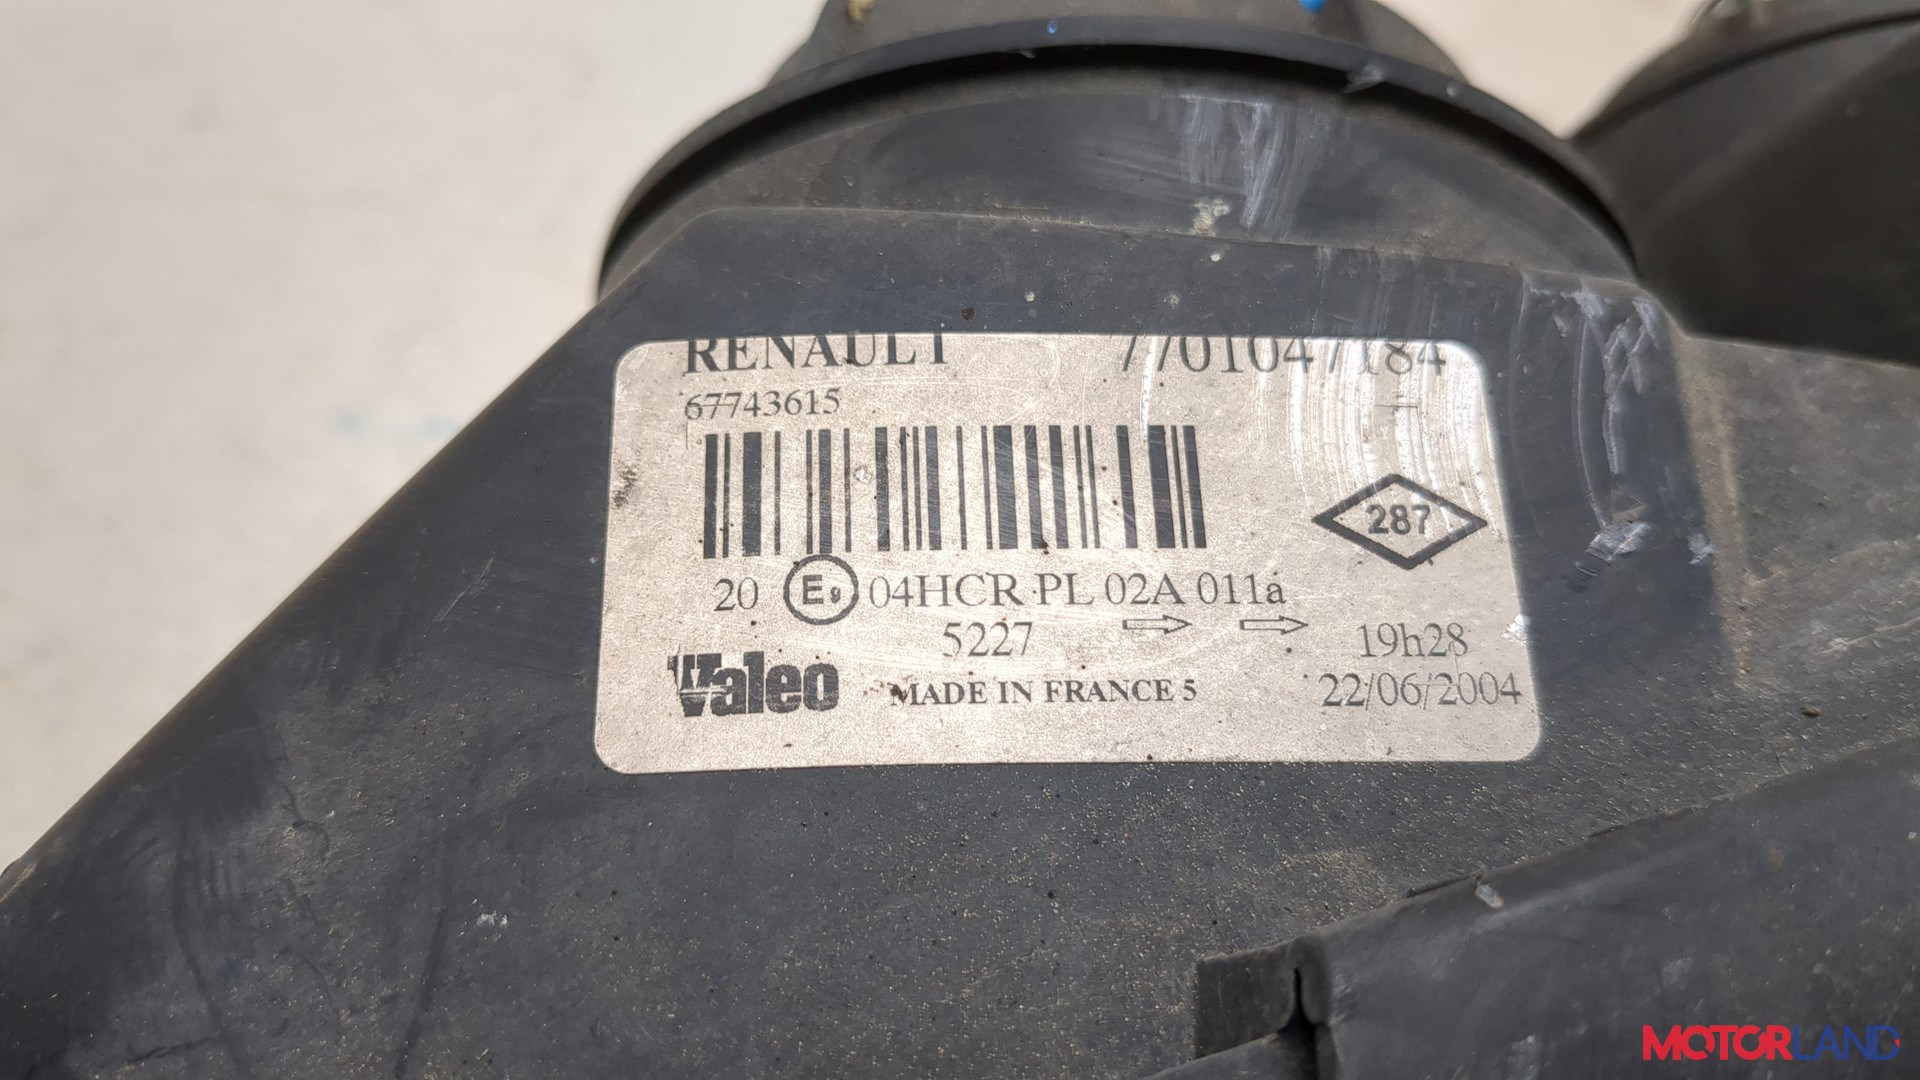 RENAULT 7701047184
67743615
287
20 E9 04HCR PL 02A 011a
5227 19h28
Valeo MADE IN FRANCE 5 22/06/2004
MOTORLAND